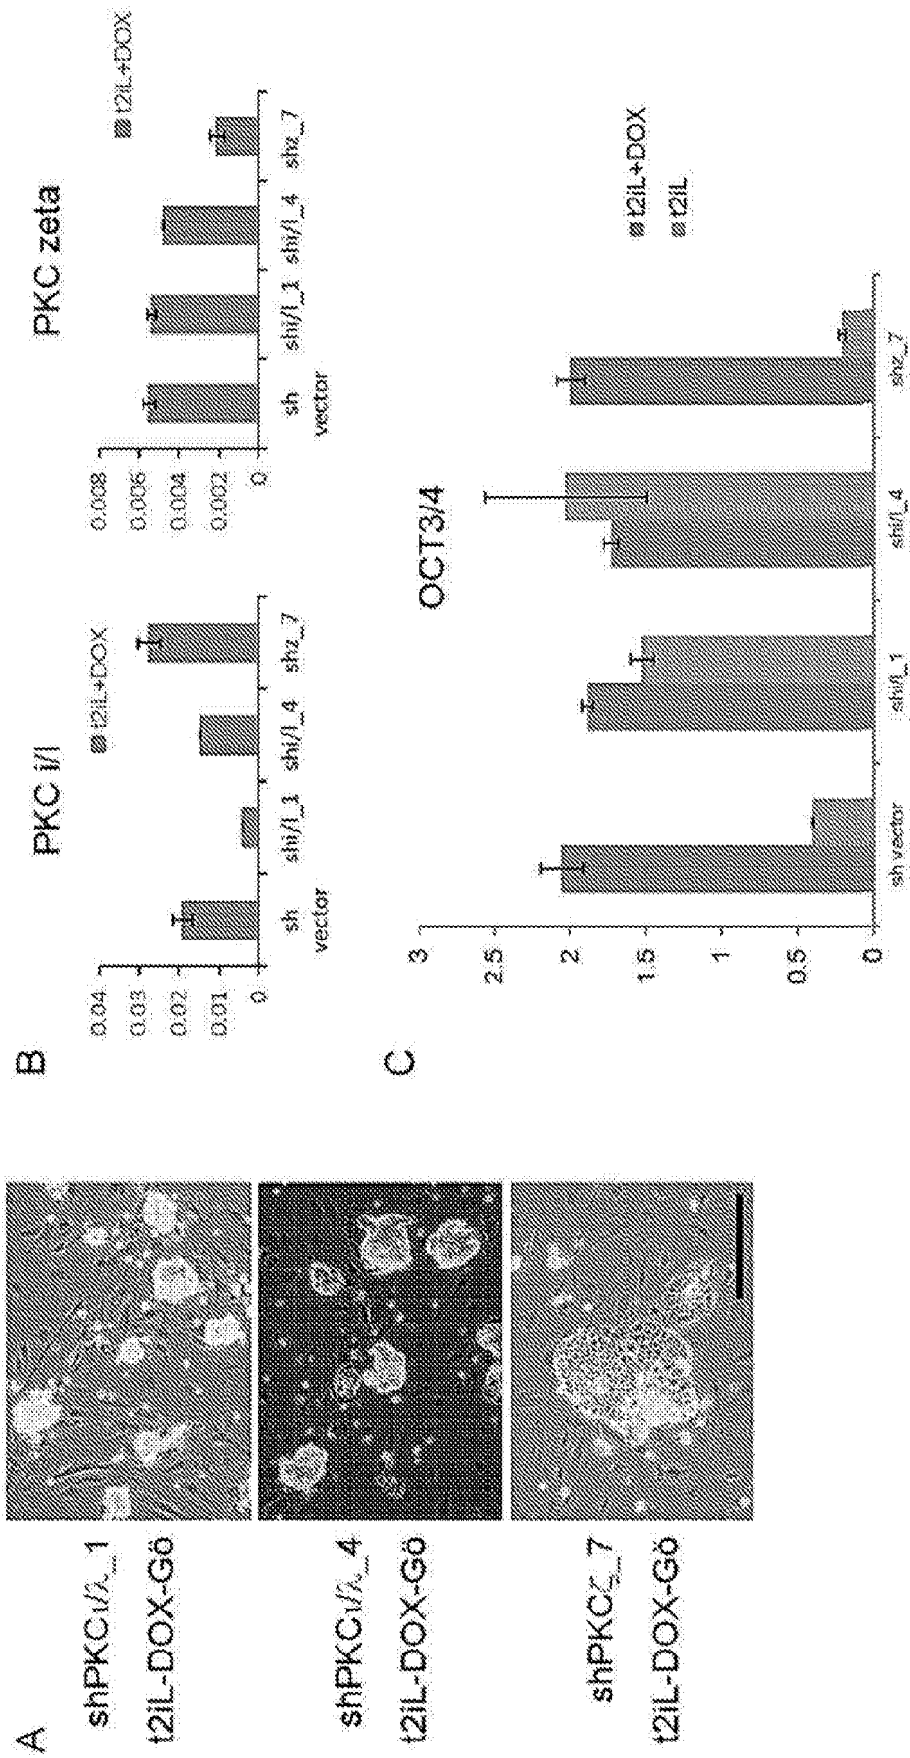 A
shPKCι/λ_1
t2iL-DOX-Gö
shPKCι/λ_4
t2iL-DOX-Gö
shPKCζ_7
t2iL-DOX-Gö
B
PKC i/l
t2iL+DOX
0.04
0.03
0.02
0.01
0
sh vector
shi/l_1
shi/l_4
shz_7
PKC zeta
t2iL+DOX
0.008
0.006
0.004
0.002
0
sh vector
shi/l_1
shi/l_4
shz_7
C
OCT3/4
t2iL+DOX
t2iL
3
2.5
2
1.5
1
0.5
0
sh vector
shi/l_1
shi/l_4
shz_7